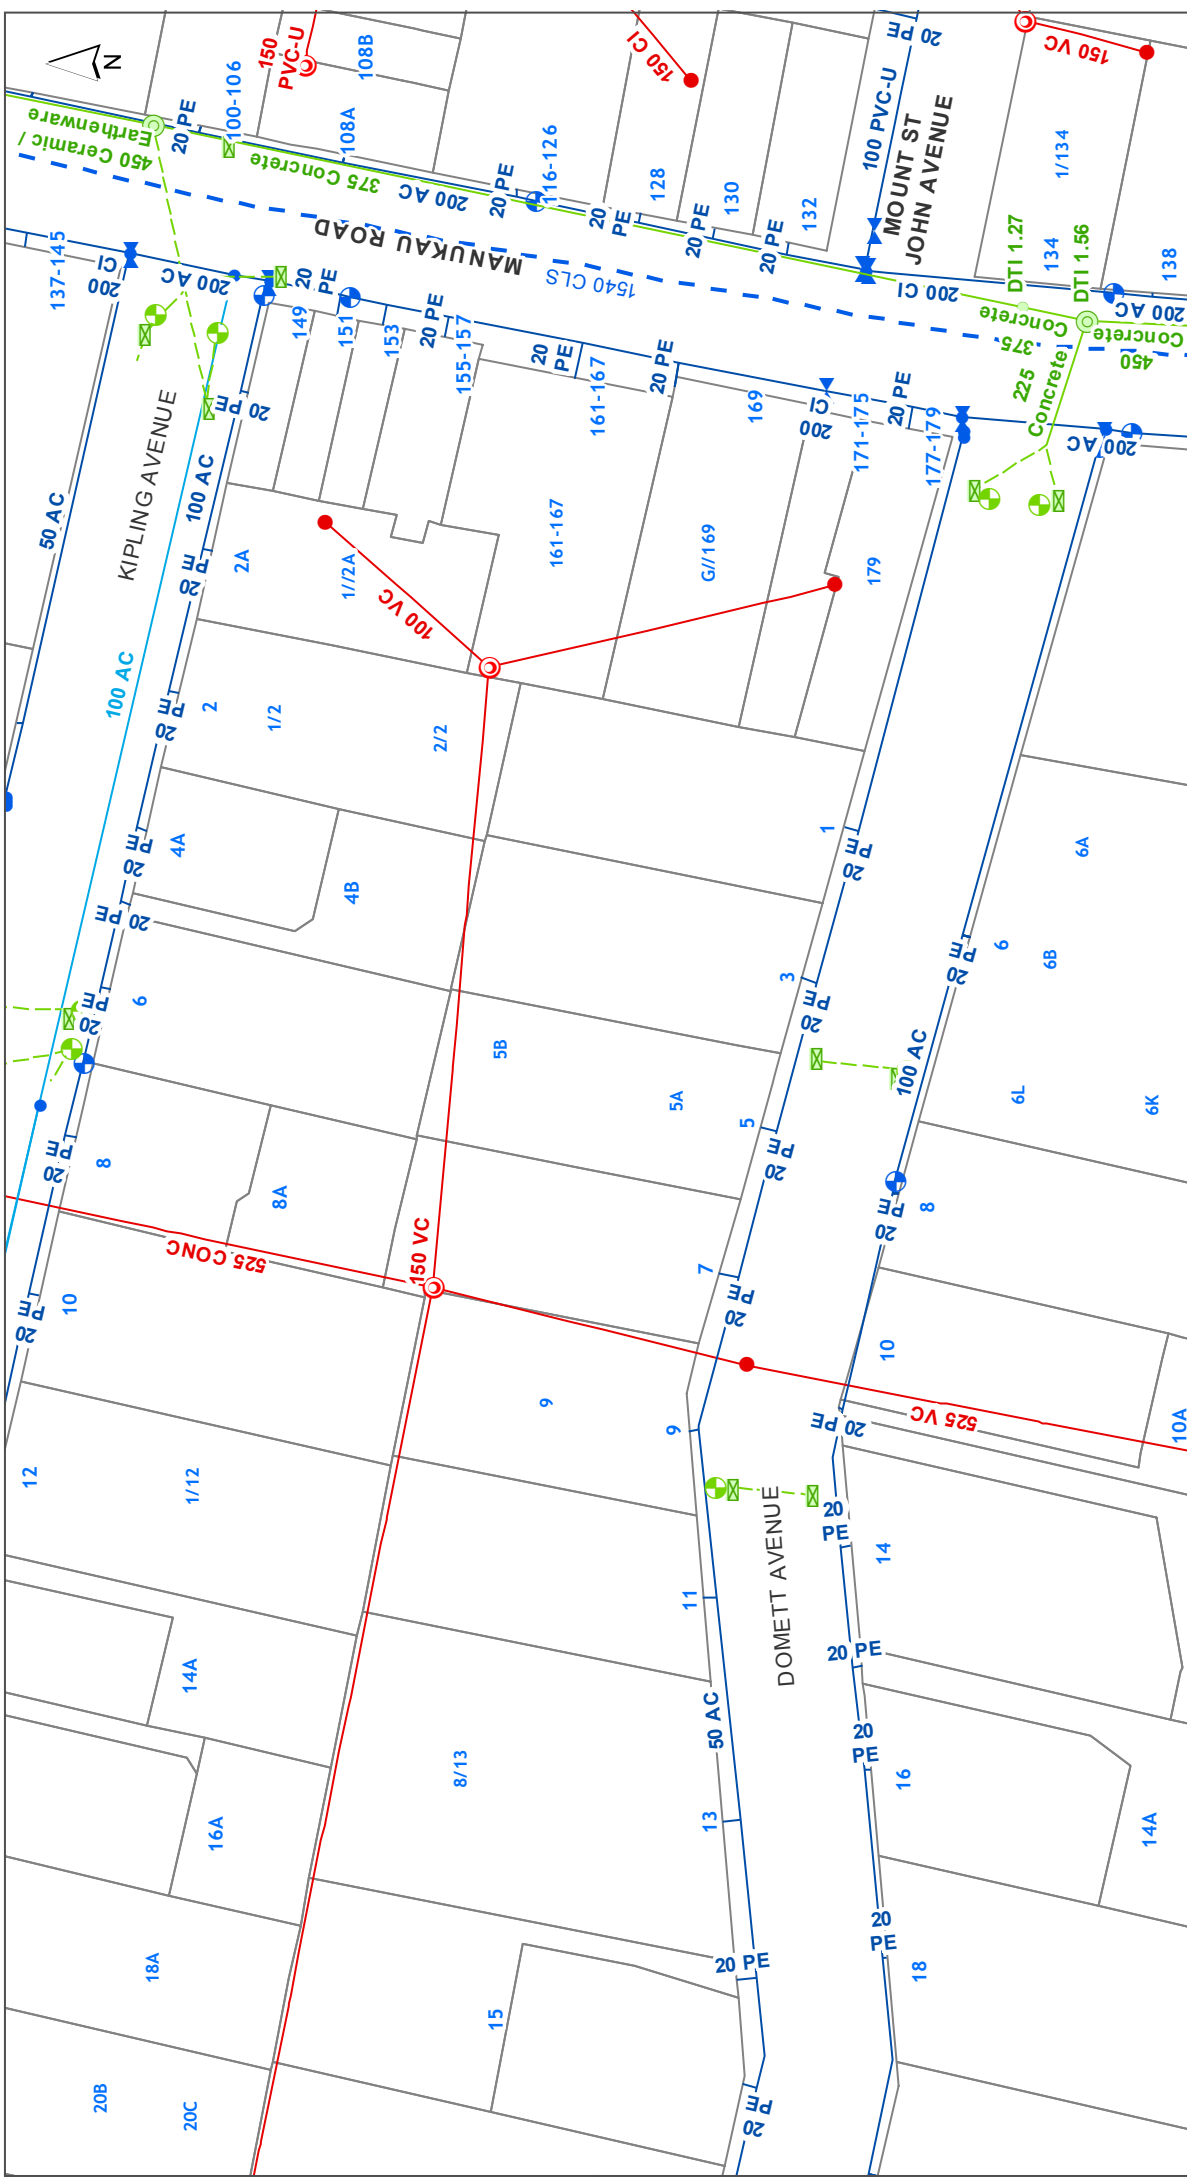 N
150
PVC-U
108B
150 CI
20 PE
150 VC
100-106
108A
20 PE
450 Ceramic /
Earthenware
375 Concrete
200 AC
20 PE
116-126
128
20
PE
130
20 PE
132
20 PE
100 PVC-U
MOUNT ST
JOHN AVENUE
1/134
134
138
DTI 1.27
DTI 1.56
MANUKAU ROAD
1540 CLS
200 CI
375
Concrete
450
Concrete
200 AC
225
Concrete
137-145
200
CI
200 AC
20
PE
149
151
153
20 PE
155-157
20
PE
161-167
20 PE
169
200
CI
171-175
20 PE
177-179
200 AC
50 AC
KIPLING AVENUE
20 PE
100 AC
20
PE
2A
1//2A
100 VC
161-167
G//169
179
100 AC
20
PE
2
1/2
2/2
20
PE
4A
4B
20 PE
1
20
PE
6A
20
PE
6
5B
3
20
PE
20
PE
6
6B
100 AC
5A
5
20
PE
6L
6K
20
PE
8
8A
525 CONC
150 VC
7
20
PE
20
PE
8
20
PE
10
9
9
10
20 PE
525 VC
10A
12
1/12
DOMETT AVENUE
20
PE
14
11
14A
50 AC
20 PE
20
PE
16
14A
8/13
13
16A
18A
20 PE
20
PE
18
15
20B
20C
20
PE